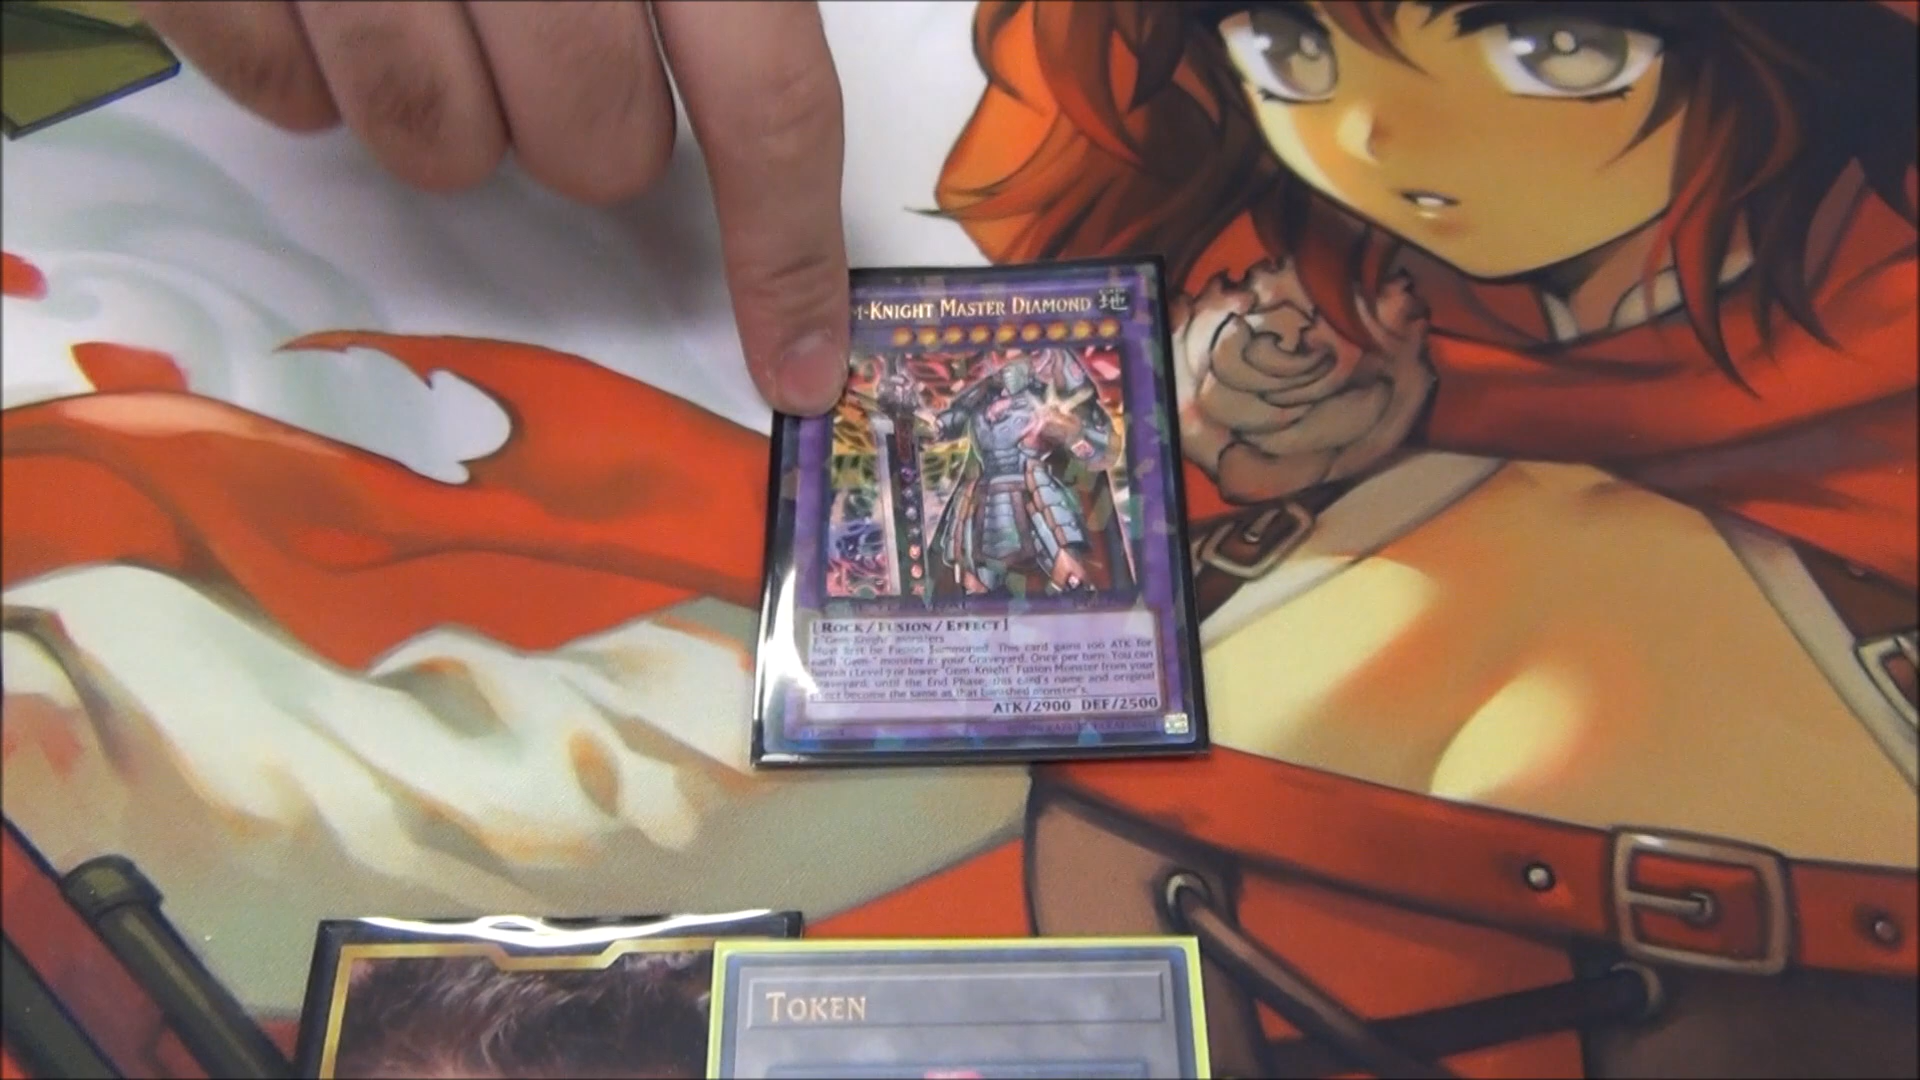 M-Knight Master Diamond 地
[Rock / Fusion / Effect]
3 "Gem-Knight" monsters
Must first be Fusion Summoned. This card gains 100 ATK for
each "Gem-" monster in your Graveyard. Once per turn: You can
banish 1 Level 7 or lower "Gem-Knight" Fusion Monster from your
Graveyard; until the End Phase, this card's name and original
effect become the same as that banished monster's.
ATK/2900 DEF/2500
Token